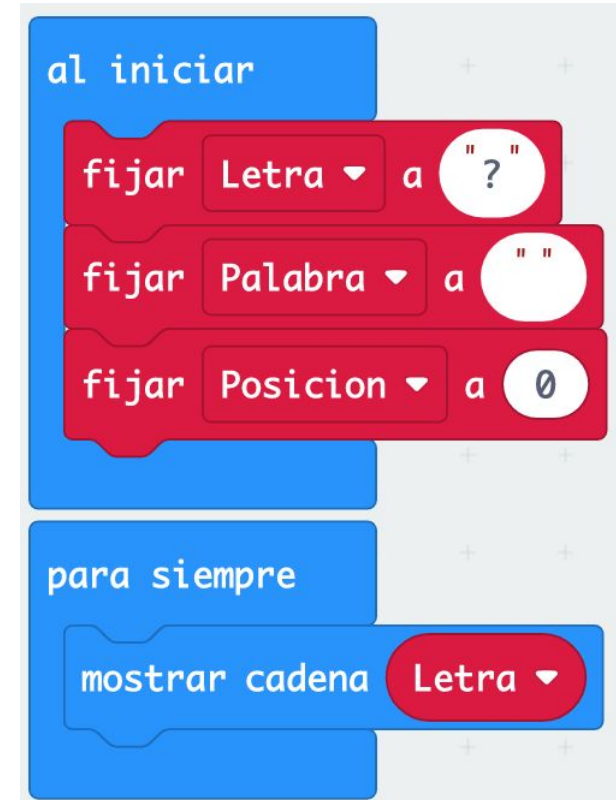 al iniciar
fijar Letra a "?"
fijar Palabra a " "
fijar Posicion a 0
para siempre
mostrar cadena Letra